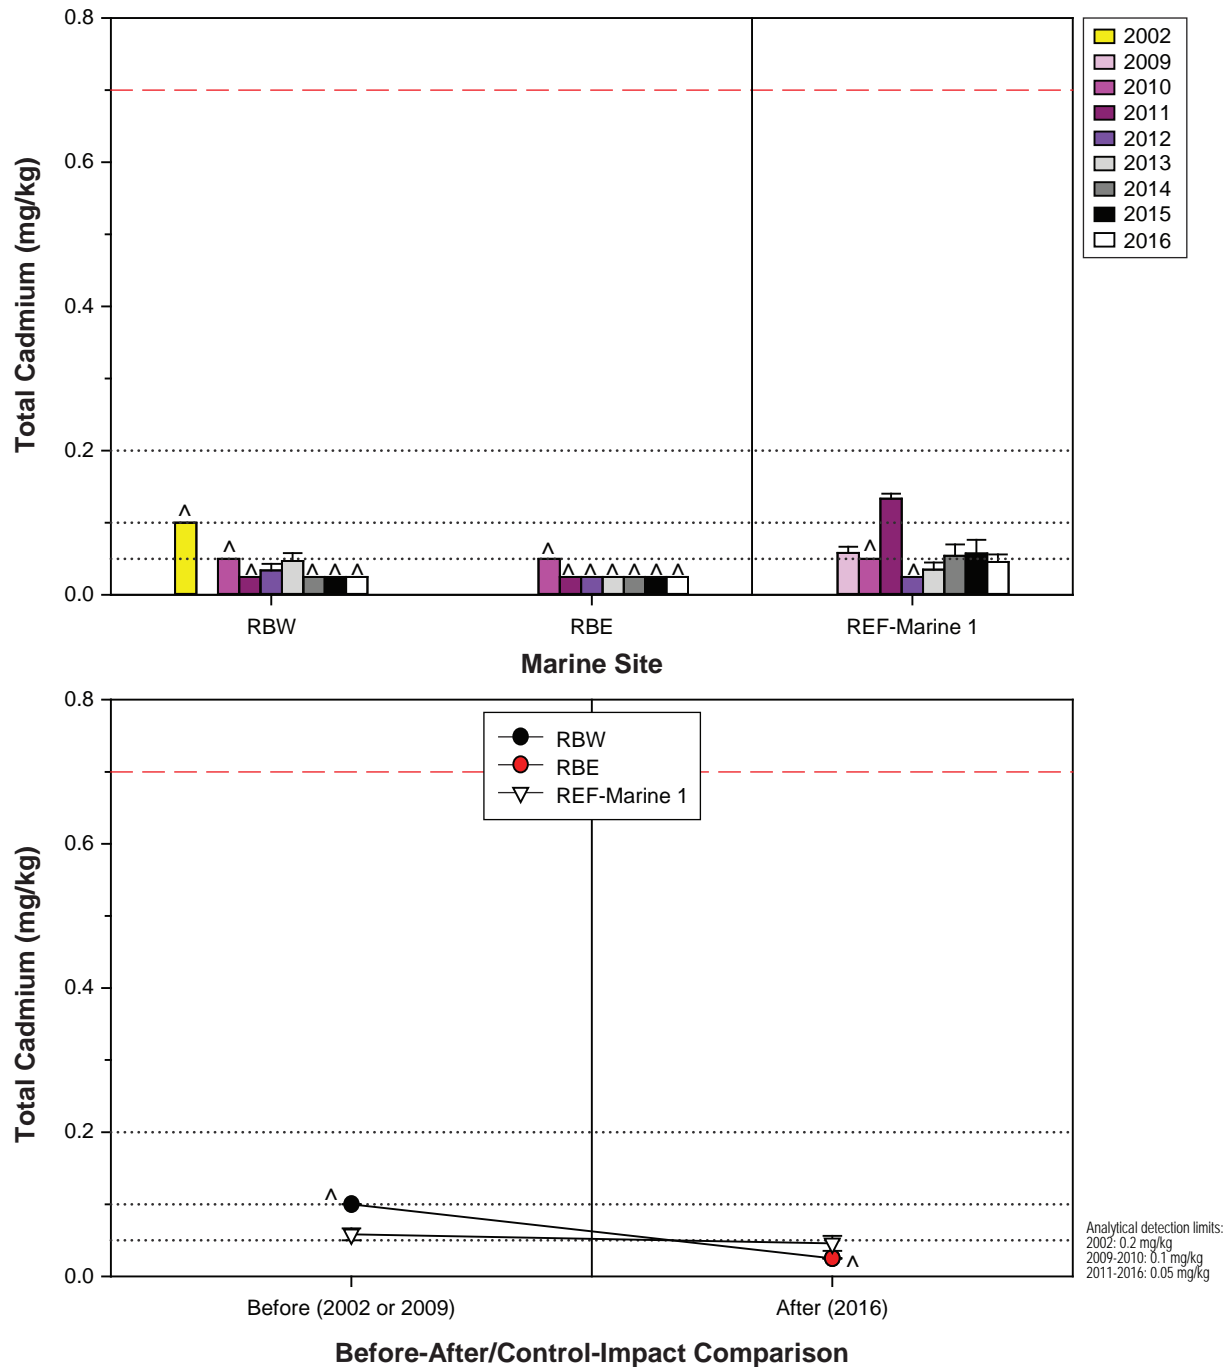 0.8
0.6
0.4
0.2
0.0
Total Cadmium (mg/kg)
2002
2009
2010
2011
2012
2013
2014
2015
2016
^
^ ^ ^ ^ ^
^ ^ ^ ^ ^ ^ ^
^ ^
RBW RBE REF-Marine 1
Marine Site
0.8
0.6
0.4
0.2
0.0
Total Cadmium (mg/kg)
RBW
RBE
REF-Marine 1
^
^
Analytical detection limits:
2002: 0.2 mg/kg
2009-2010: 0.1 mg/kg
2011-2016: 0.05 mg/kg
Before (2002 or 2009) After (2016)
Before-After/Control-Impact Comparison